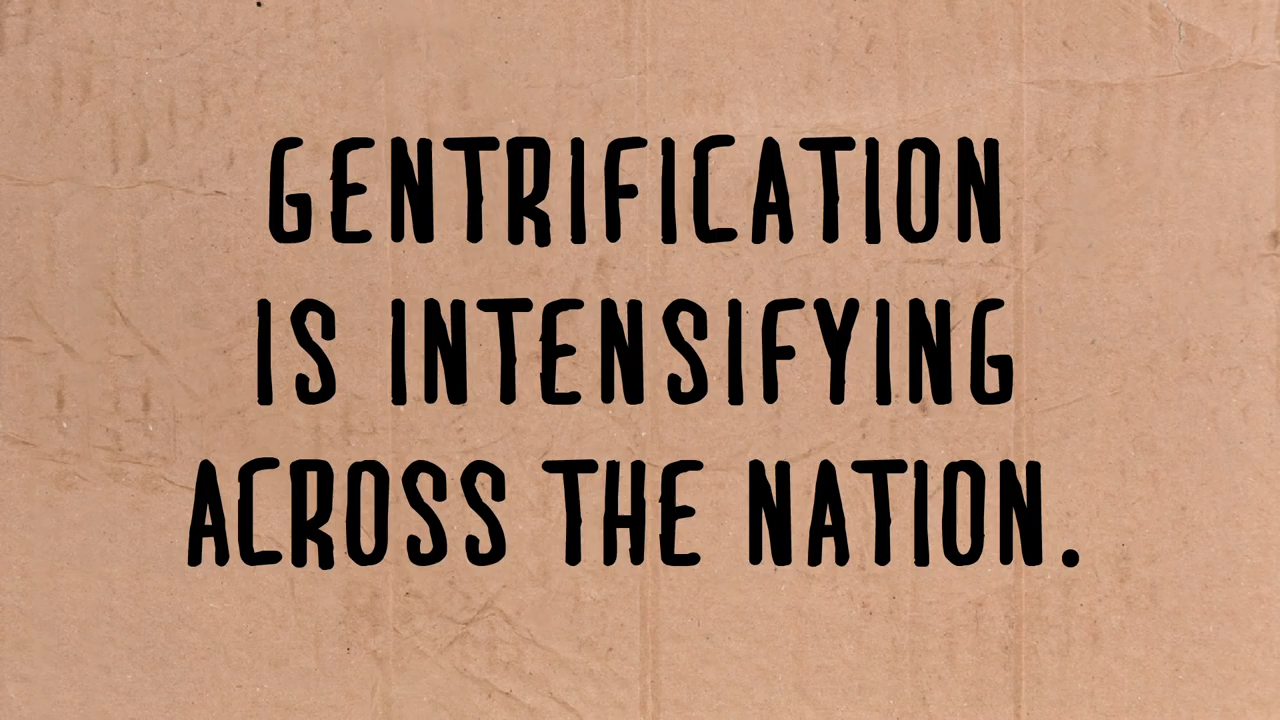 GENTRIFICATION
IS INTENSIFYING
ACROSS THE NATION.